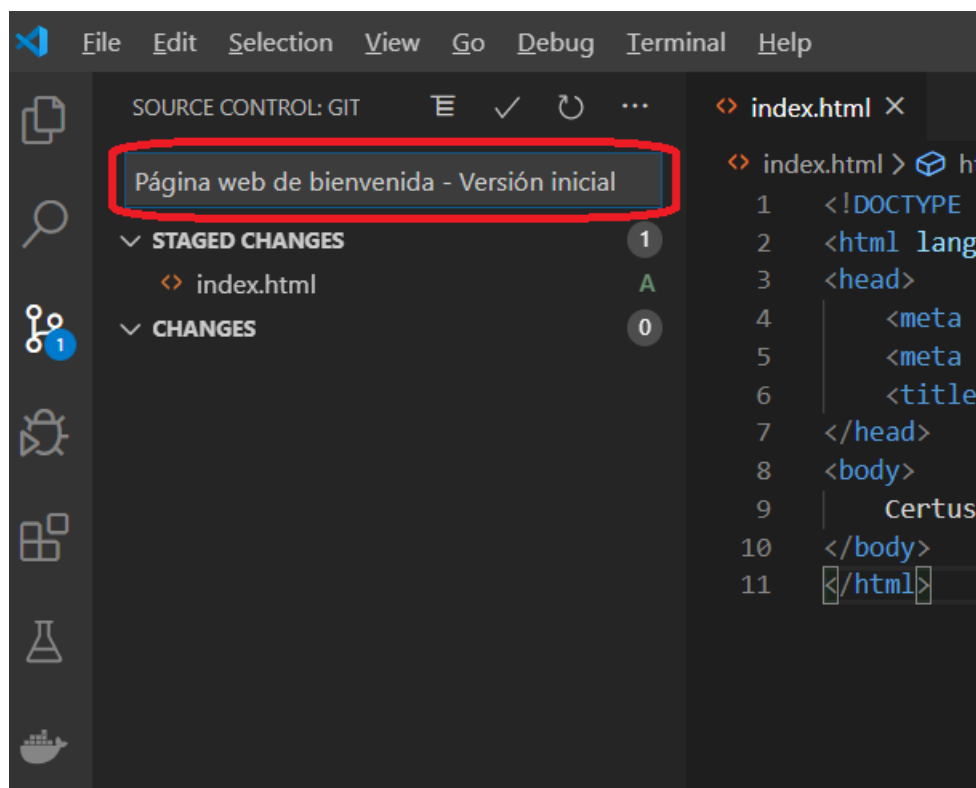 File Edit Selection View Go Debug Terminal Help
SOURCE CONTROL: GIT
Página web de bienvenida - Versión inicial
STAGED CHANGES 1
index.html A
CHANGES 0
1
index.html
index.html >
1 <!DOCTYPE
2 <html lang
3 <head>
4 <meta
5 <meta
6 <title
7 </head>
8 <body>
9 Certus
10 </body>
11 </html>